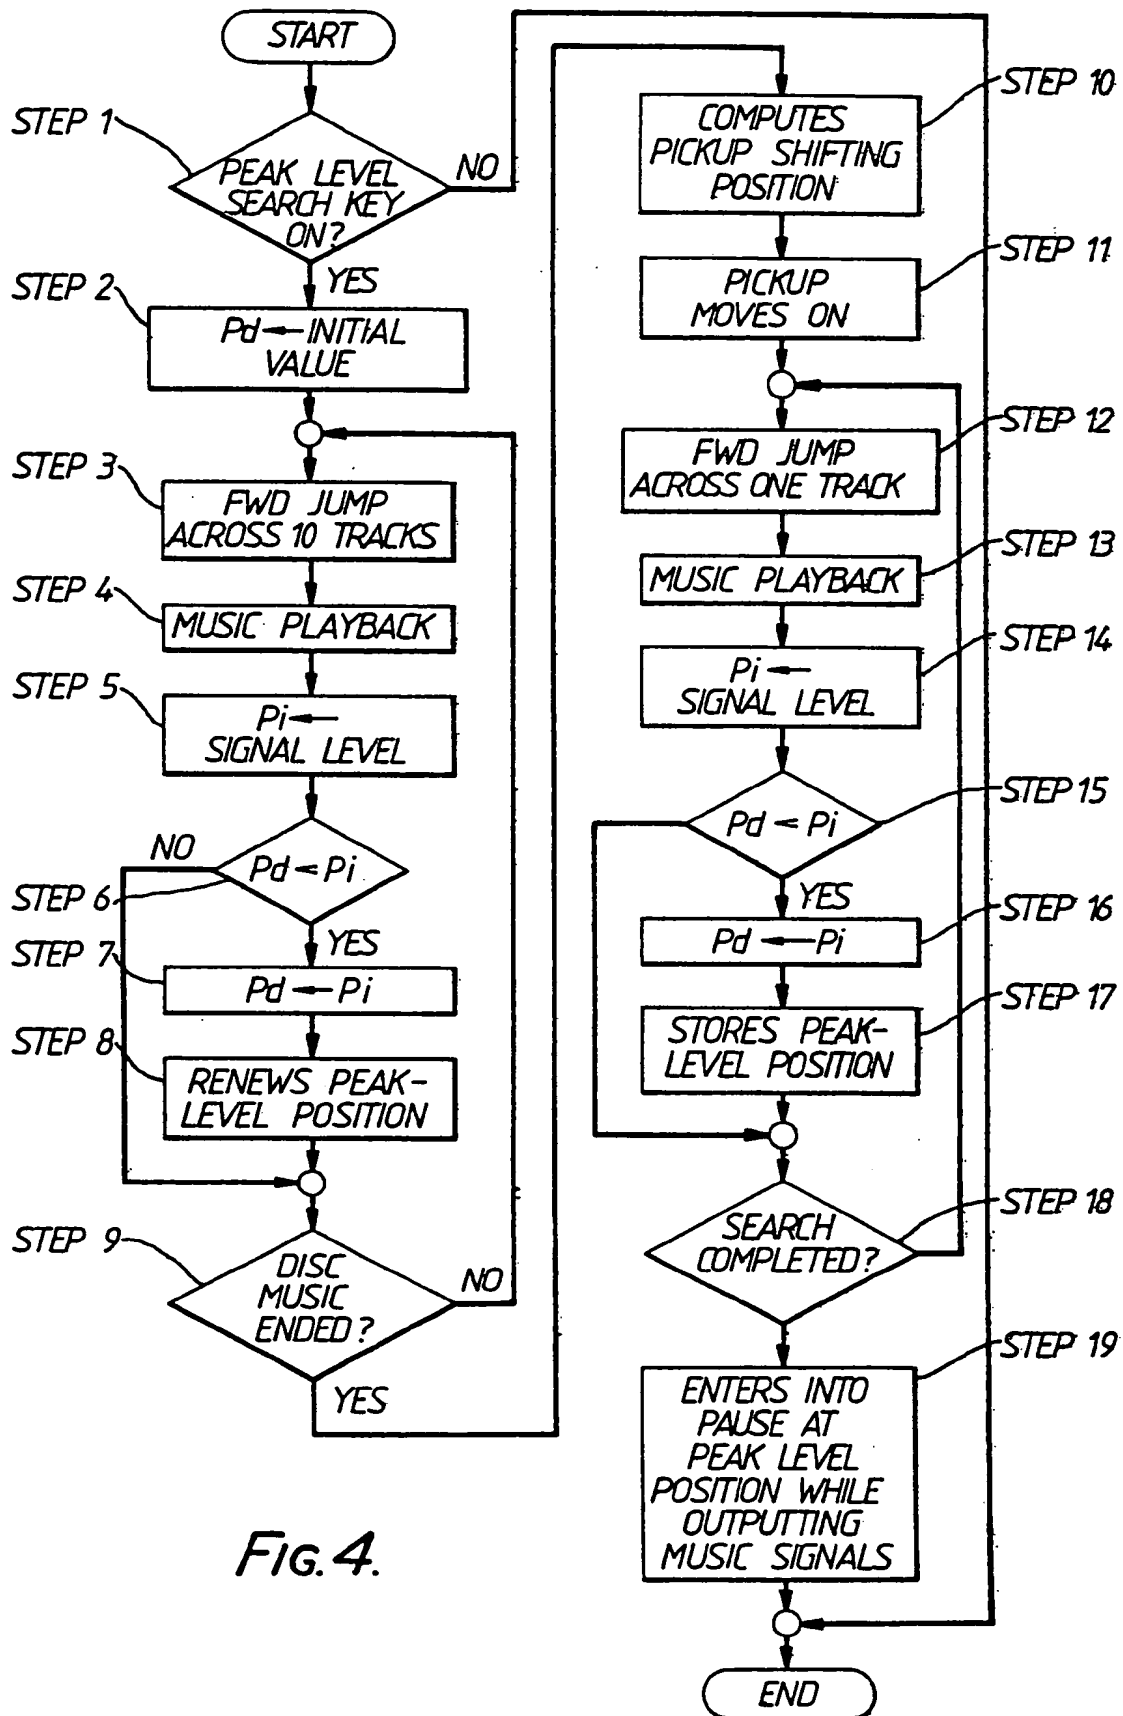 START
STEP 1
PEAK LEVEL
SEARCH KEY
ON?
NO
YES
STEP 2
Pd ← INITIAL
VALUE
STEP 3
FWD JUMP
ACROSS 10 TRACKS
STEP 4
MUSIC PLAYBACK
STEP 5
Pi ←
SIGNAL LEVEL
NO
Pd < Pi
STEP 6
YES
STEP 7
Pd ← Pi
STEP 8
RENEWS PEAK-
LEVEL POSITION
STEP 9
DISC
MUSIC
ENDED?
NO
YES
STEP 10
COMPUTES
PICKUP SHIFTING
POSITION
STEP 11
PICKUP
MOVES ON
STEP 12
FWD JUMP
ACROSS ONE TRACK
STEP 13
MUSIC PLAYBACK
STEP 14
Pi ←
SIGNAL LEVEL
STEP 15
Pd < Pi
YES
STEP 16
Pd ← Pi
STEP 17
STORES PEAK-
LEVEL POSITION
STEP 18
SEARCH
COMPLETED?
STEP 19
ENTERS INTO
PAUSE AT
PEAK LEVEL
POSITION WHILE
OUTPUTTING
MUSIC SIGNALS
END
FIG. 4.